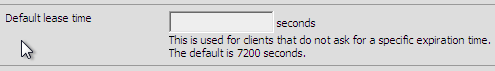 Default lease time
seconds
This is used for clients that do not ask for a specific expiration time.
The default is 7200 seconds.